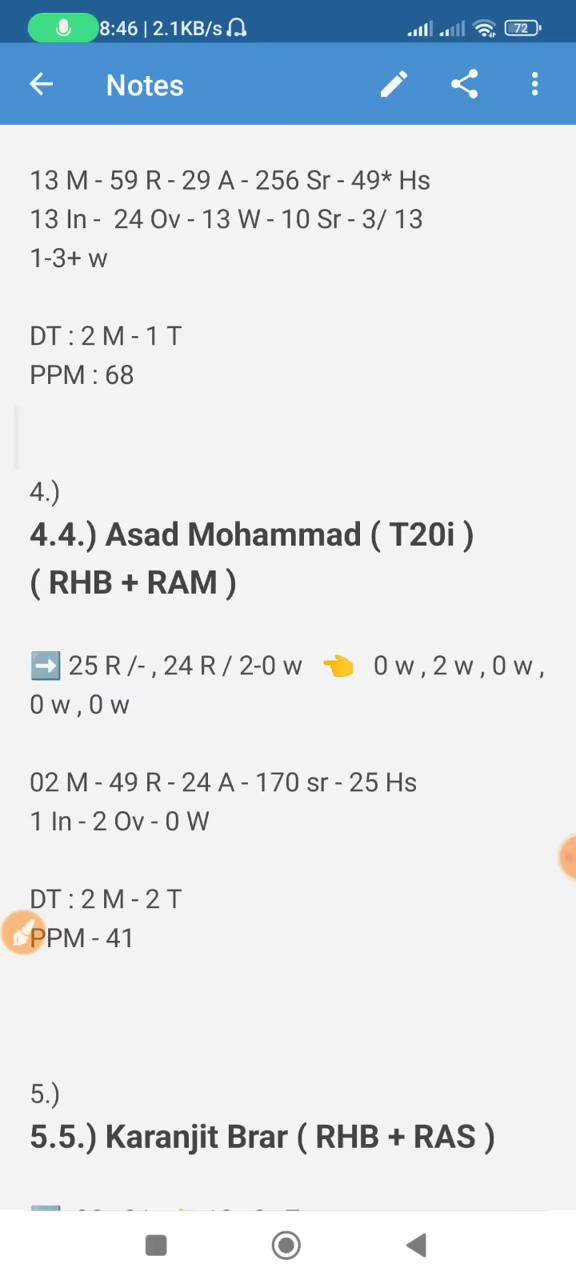 8:46 | 2.1KB/s
72
Notes
13 M - 59 R - 29 A - 256 Sr - 49* Hs
13 In -  24 Ov - 13 W - 10 Sr - 3/ 13
1-3+ w
DT : 2 M - 1 T
PPM : 68
4.)
4.4.) Asad Mohammad ( T20i )
( RHB + RAM )
➡️ 25 R /- , 24 R / 2-0 w 👈 0 w , 2 w , 0 w ,
0 w , 0 w
02 M - 49 R - 24 A - 170 sr - 25 Hs
1 In - 2 Ov - 0 W
DT : 2 M - 2 T
PPM - 41
5.)
5.5.) Karanjit Brar ( RHB + RAS )